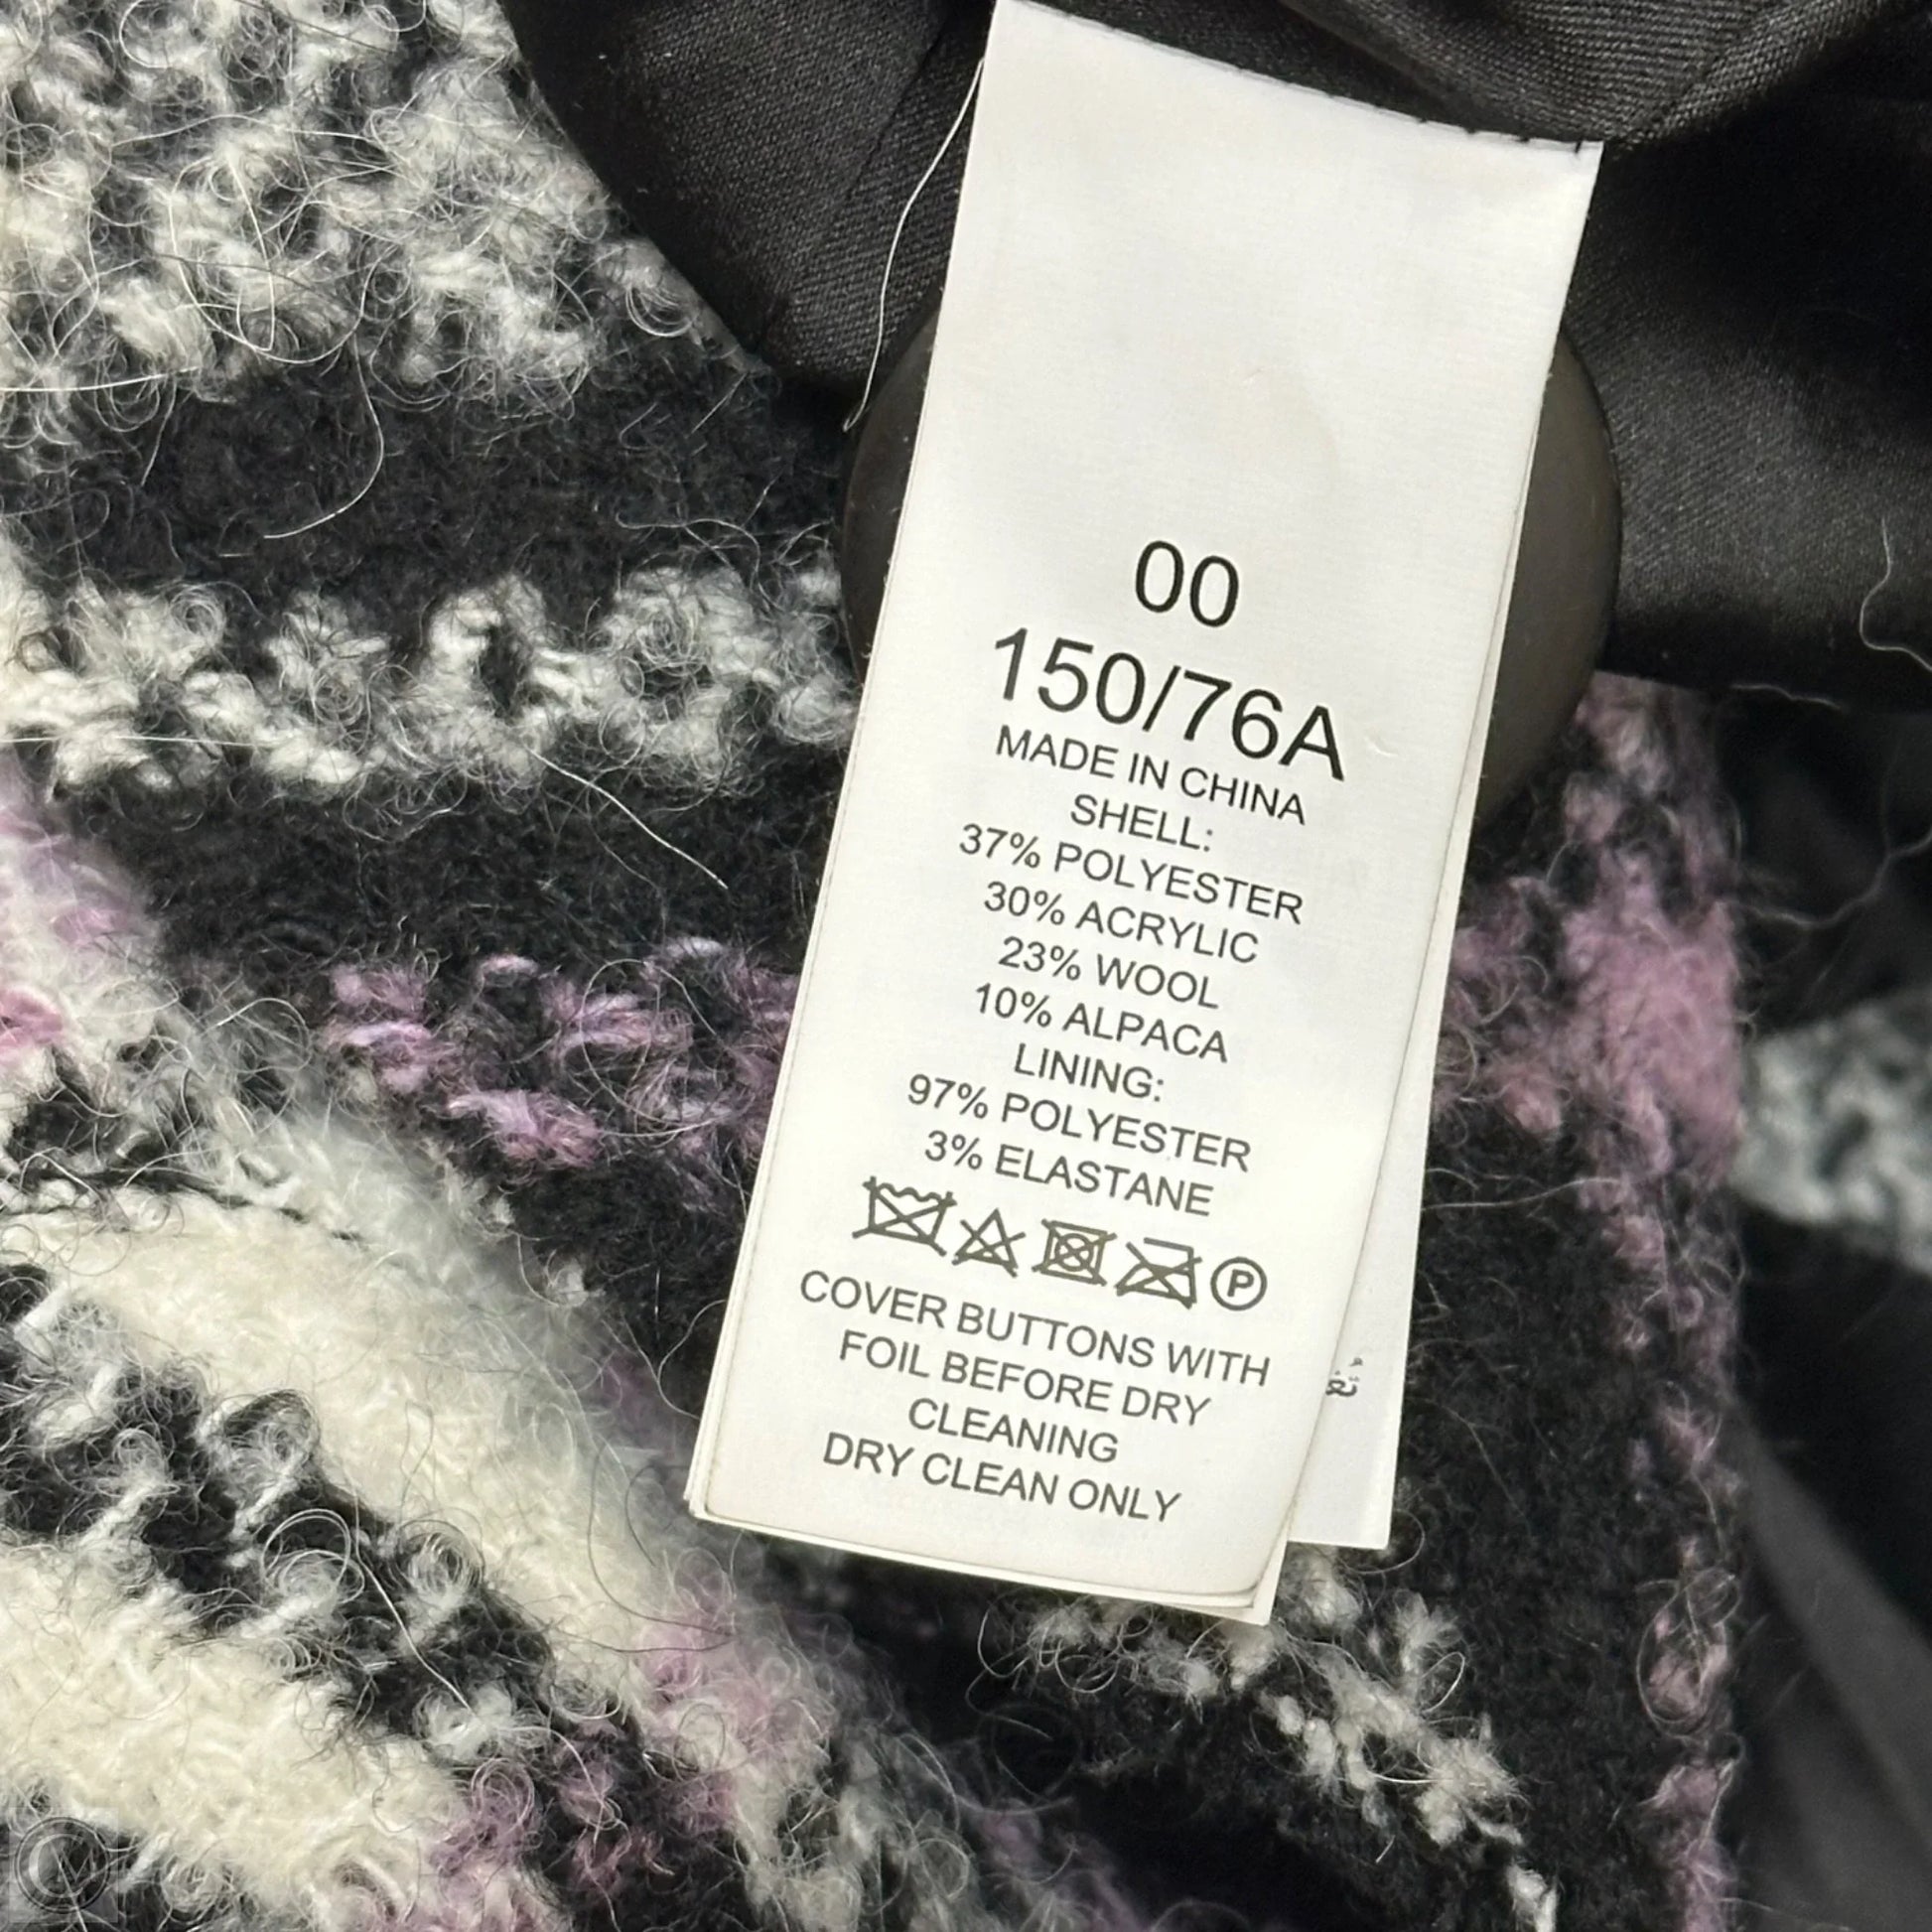 00
150/76A
MADE IN CHINA
SHELL:
37% POLYESTER
30% ACRYLIC
23% WOOL
10% ALPACA
LINING:
97% POLYESTER
3% ELASTANE
P
COVER BUTTONS WITH
FOIL BEFORE DRY
CLEANING
DRY CLEAN ONLY